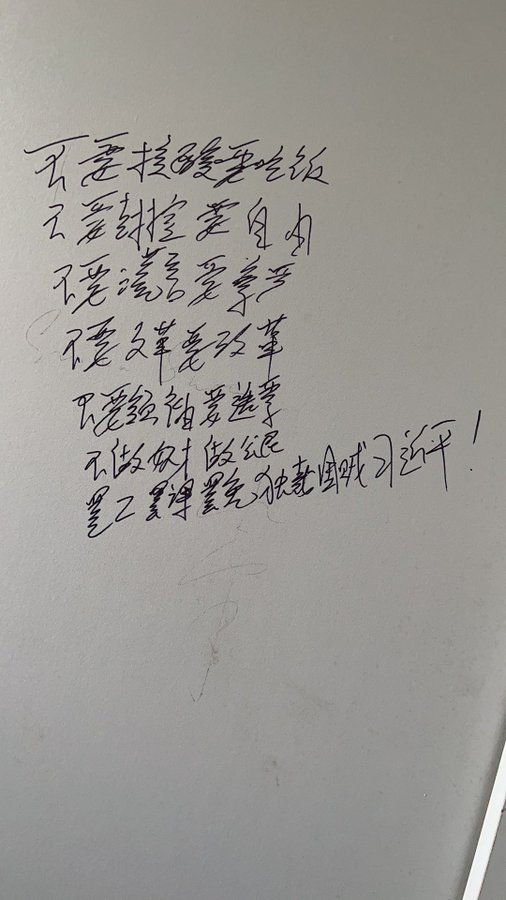 不要核酸要吃饭
不要封控要自由
不要谎言要尊严
不要文革要改革
不要领袖要选票
不做奴才做公民
罢工罢课罢免独裁国贼习近平！